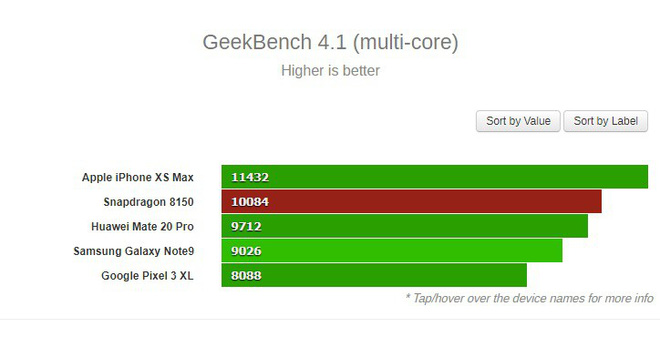 GeekBench 4.1 (multi-core)
Higher is better
Sort by Value Sort by Label
Apple iPhone XS Max 11432
Snapdragon 8150 10084
Huawei Mate 20 Pro 9712
Samsung Galaxy Note9 9026
Google Pixel 3 XL 8088
* Tap/hover over the device names for more info